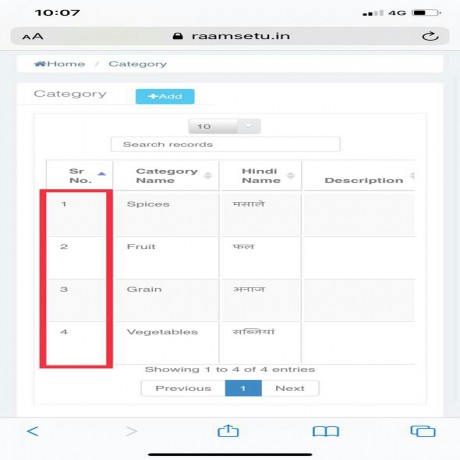 10:07 4G
AA raamsetu.in
Home / Category
Category +Add
10
Search records
Sr No. Category Name Hindi Name Description
1 Spices मसाले
2 Fruit फल
3 Grain अनाज
4 Vegetables सब्जियां
Showing 1 to 4 of 4 entries
Previous 1 Next